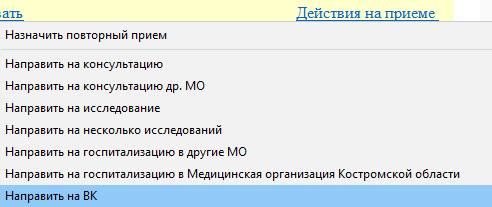 вать Действия на приеме
Назначить повторный прием
Направить на консультацию
Направить на консультацию др. МО
Направить на исследование
Направить на несколько исследований
Направить на госпитализацию в другие МО
Направить на госпитализацию в Медицинская организация Костромской области
Направить на ВК